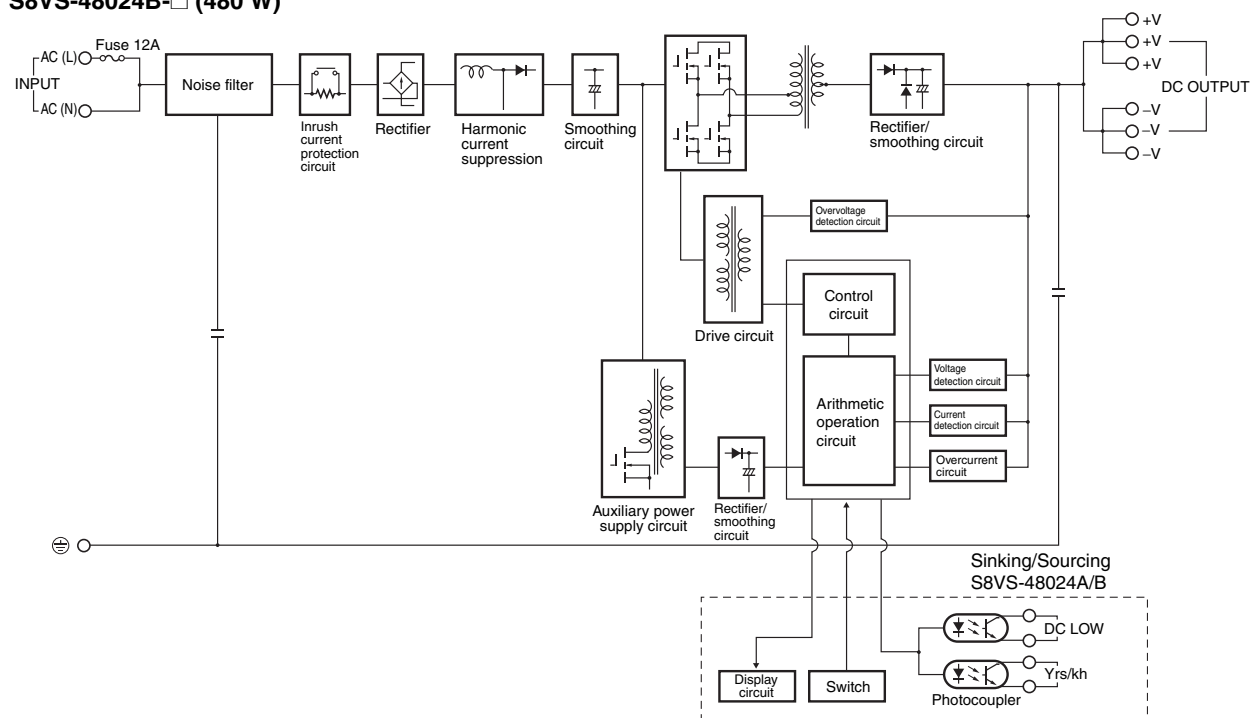 S8VS-48024B-□ (480 W)
AC (L)
Fuse 12A
INPUT
AC (N)
Noise filter
Inrush
current
protection
circuit
Rectifier
Harmonic
current
suppression
Smoothing
circuit
Rectifier/
smoothing circuit
+V
+V
+V
DC OUTPUT
−V
−V
−V
Overvoltage
detection circuit
Drive circuit
Control
circuit
Arithmetic
operation
circuit
Voltage
detection circuit
Current
detection circuit
Overcurrent
circuit
Auxiliary power
supply circuit
Rectifier/
smoothing
circuit
Sinking/Sourcing
S8VS-48024A/B
DC LOW
Yrs/kh
Photocoupler
Display
circuit
Switch